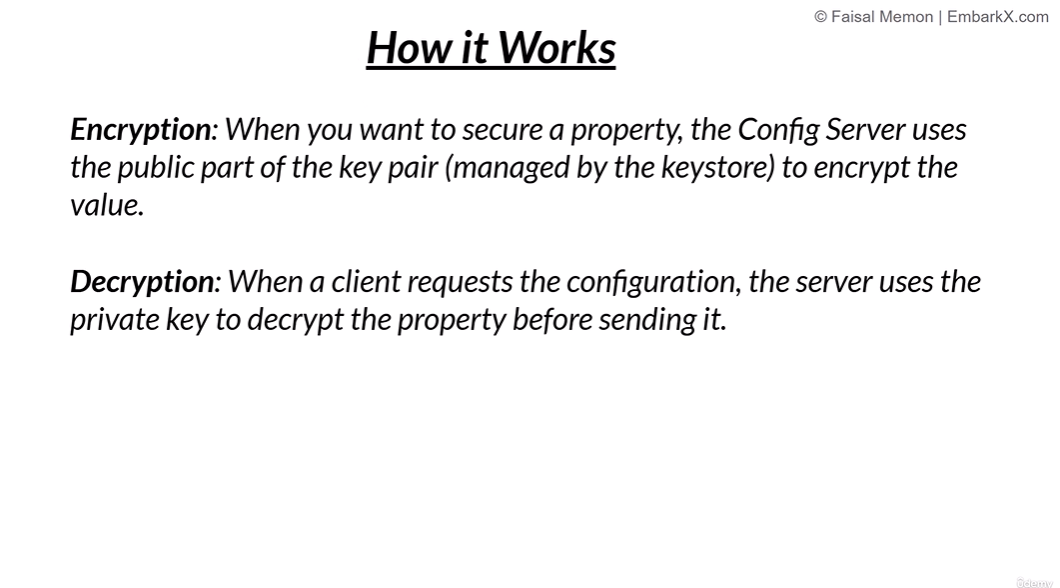 © Faisal Memon | EmbarkX.com
How it Works
Encryption: When you want to secure a property, the Config Server uses
the public part of the key pair (managed by the keystore) to encrypt the
value.
Decryption: When a client requests the configuration, the server uses the
private key to decrypt the property before sending it.
ûdemy